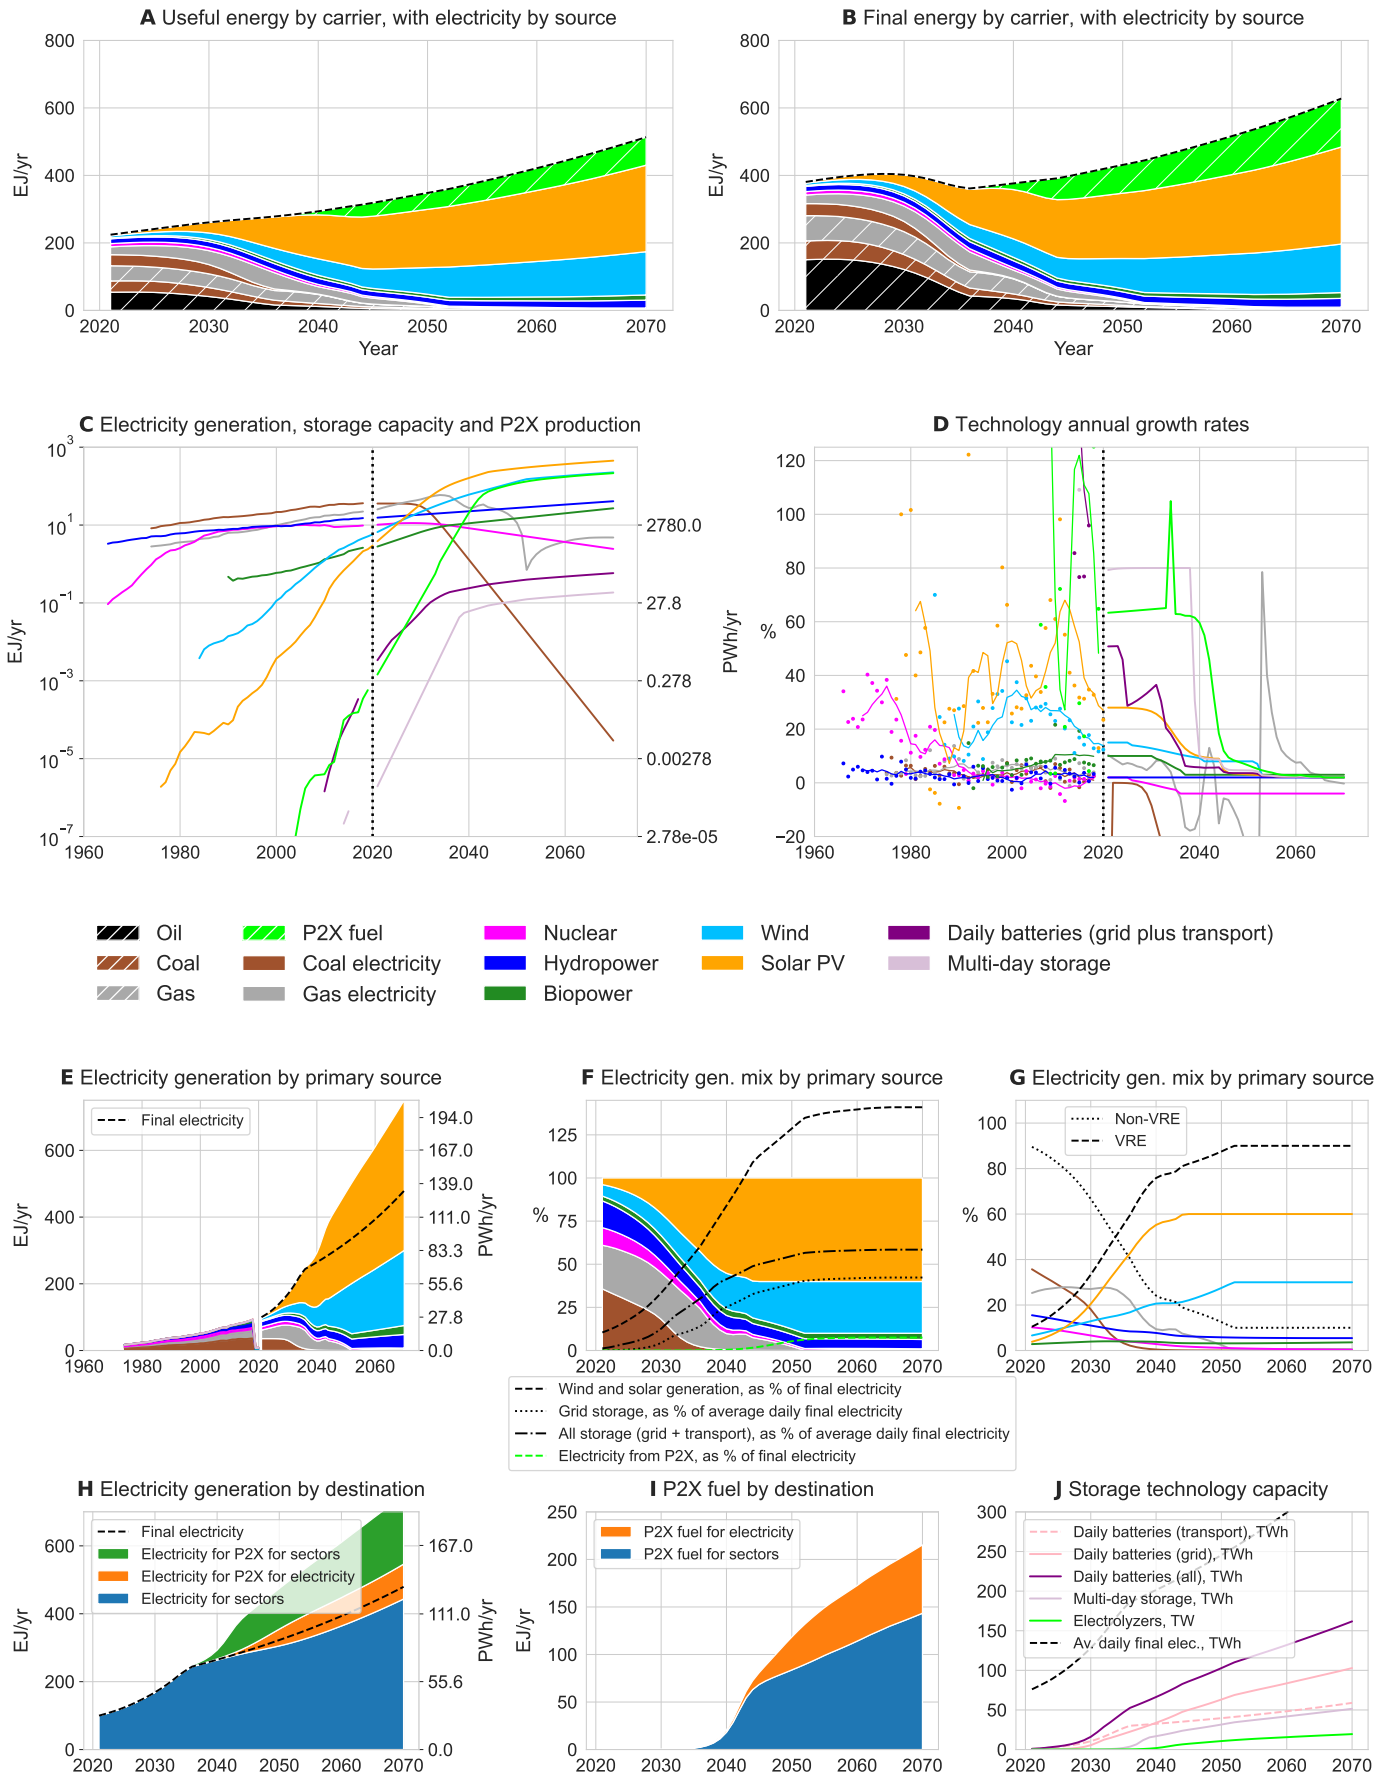 A Useful energy by carrier, with electricity by source
B Final energy by carrier, with electricity by source
800
600
400
200
0
EJ/yr
2020 2030 2040 2050 2060 2070
Year
800
600
400
200
0
EJ/yr
2020 2030 2040 2050 2060 2070
Year
C Electricity generation, storage capacity and P2X production
10^3
10^1
10^−1
10^−3
10^−5
10^−7
EJ/yr
2780.0
27.8
0.278
0.00278
2.78e-05
PWh/yr
1960 1980 2000 2020 2040 2060
D Technology annual growth rates
120
100
80
60
40
20
0
−20
%
1960 1980 2000 2020 2040 2060
Oil
Coal
Gas
P2X fuel
Coal electricity
Gas electricity
Nuclear
Hydropower
Biopower
Wind
Solar PV
Daily batteries (grid plus transport)
Multi-day storage
E Electricity generation by primary source
Final electricity
600
400
200
0
EJ/yr
194.0
167.0
139.0
111.0
83.3
55.6
27.8
0.0
PWh/yr
1960 1980 2000 2020 2040 2060
F Electricity gen. mix by primary source
125
100
75
50
25
0
%
2020 2030 2040 2050 2060 2070
Wind and solar generation, as % of final electricity
Grid storage, as % of average daily final electricity
All storage (grid + transport), as % of average daily final electricity
Electricity from P2X, as % of final electricity
G Electricity gen. mix by primary source
Non-VRE
VRE
100
80
60
40
20
0
%
2020 2030 2040 2050 2060 2070
H Electricity generation by destination
Final electricity
Electricity for P2X for sectors
Electricity for P2X for electricity
Electricity for sectors
600
400
200
0
EJ/yr
167.0
111.0
55.6
0.0
PWh/yr
2020 2030 2040 2050 2060 2070
I P2X fuel by destination
P2X fuel for electricity
P2X fuel for sectors
250
200
150
100
50
0
EJ/yr
2020 2030 2040 2050 2060 2070
J Storage technology capacity
Daily batteries (transport), TWh
Daily batteries (grid), TWh
Daily batteries (all), TWh
Multi-day storage, TWh
Electrolyzers, TW
Av. daily final elec., TWh
300
250
200
150
100
50
0
2020 2030 2040 2050 2060 2070